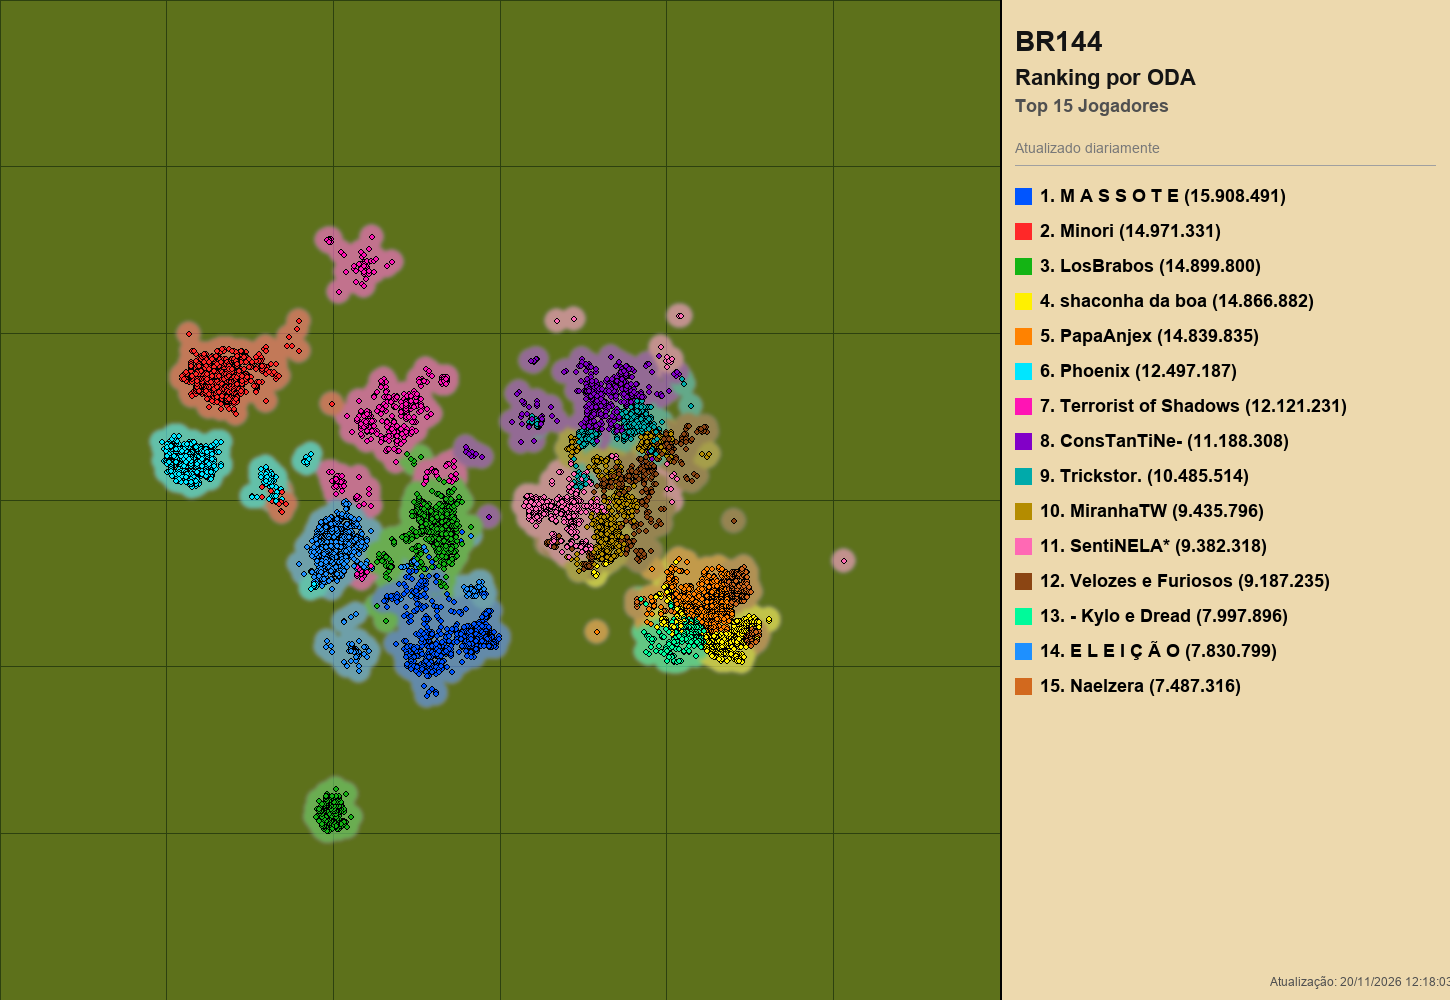 BR144
Ranking por ODA
Top 15 Jogadores
Atualizado diariamente
1. M A S S O T E (15.908.491)
2. Minori (14.971.331)
3. LosBrabos (14.899.800)
4. shaconha da boa (14.866.882)
5. PapaAnjex (14.839.835)
6. Phoenix (12.497.187)
7. Terrorist of Shadows (12.121.231)
8. ConsTanTiNe- (11.188.308)
9. Trickstor. (10.485.514)
10. MiranhaTW (9.435.796)
11. SentiNELA* (9.382.318)
12. Velozes e Furiosos (9.187.235)
13. - Kylo e Dread (7.997.896)
14. E L E I Ç Ã O (7.830.799)
15. Naelzera (7.487.316)
Atualização: 20/11/2026 12:18:03